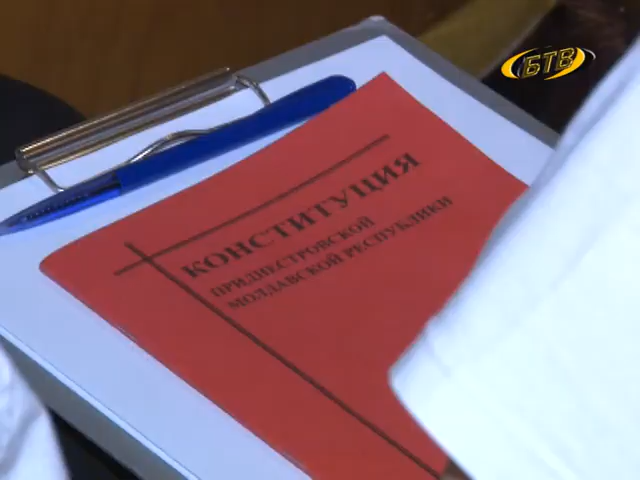 БТВ
КОНСТИТУЦИЯ
ПРИДНЕСТРОВСКОЙ
МОЛДАВСКОЙ РЕСПУБЛИКИ